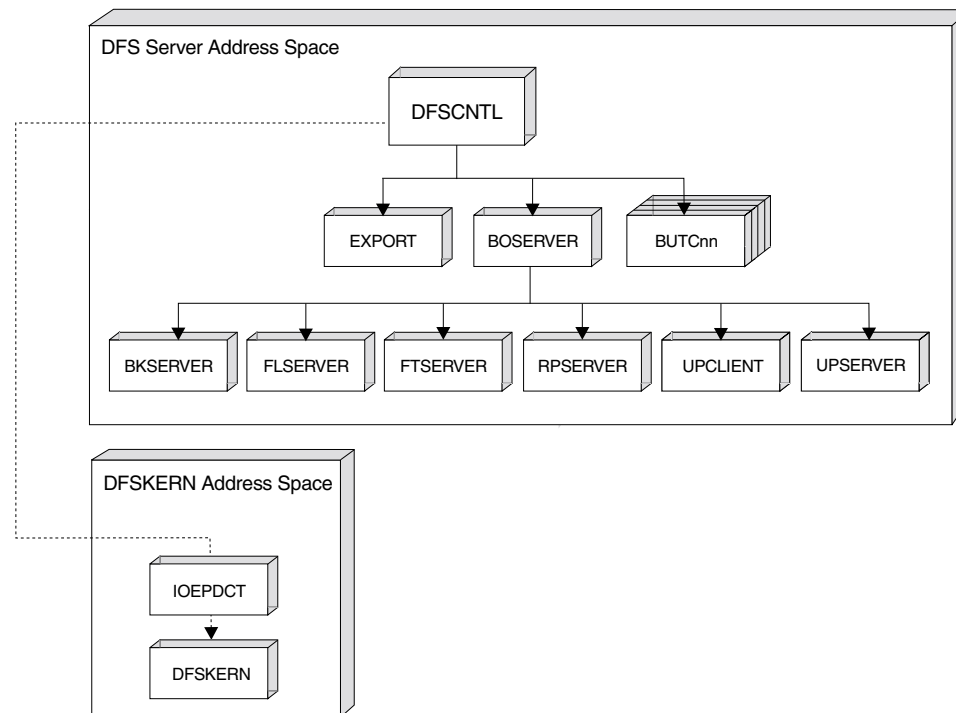 DFS Server Address Space
DFSCNTL
EXPORT
BOSERVER
BUTCnn
BKSERVER
FLSERVER
FTSERVER
RPSERVER
UPCLIENT
UPSERVER
DFSKERN Address Space
IOEPDCT
DFSKERN